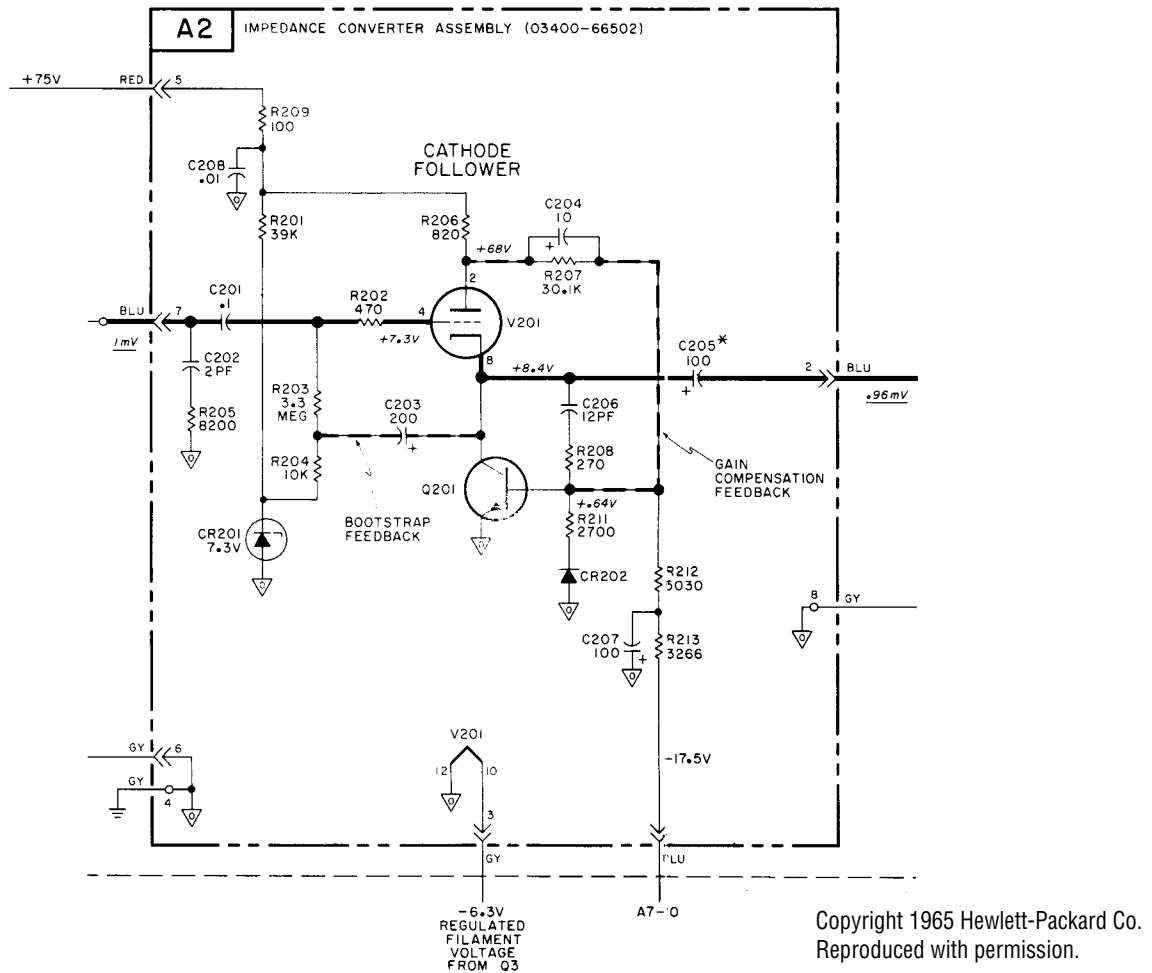 A2 IMPEDANCE CONVERTER ASSEMBLY (03400-66502)
+75V
RED
5
R209
100
CATHODE
FOLLOWER
C208
.01
R201
39K
R206
820
C204
10
+
+68V
R207
30.1K
2
C201
.1
R202
470
BLU
7
4
V201
1mV
+7.3V
C202
2PF
8
+8.4V
C205*
100
+
2
BLU
.96mV
R203
3.3
MEG
C203
200
+
C206
12PF
R205
8200
R204
10K
R208
270
GAIN
COMPENSATION
FEEDBACK
Q201
+.64V
BOOTSTRAP
FEEDBACK
R211
2700
CR201
7.3V
CR202
R212
3030
8
GY
C207
100
+
R213
3266
V201
GY
6
12
10
-17.5V
GY
4
3
GY
-6.3V
REGULATED
FILAMENT
VOLTAGE
FROM Q3
Copyright 1965 Hewlett-Packard Co.
Reproduced with permission.